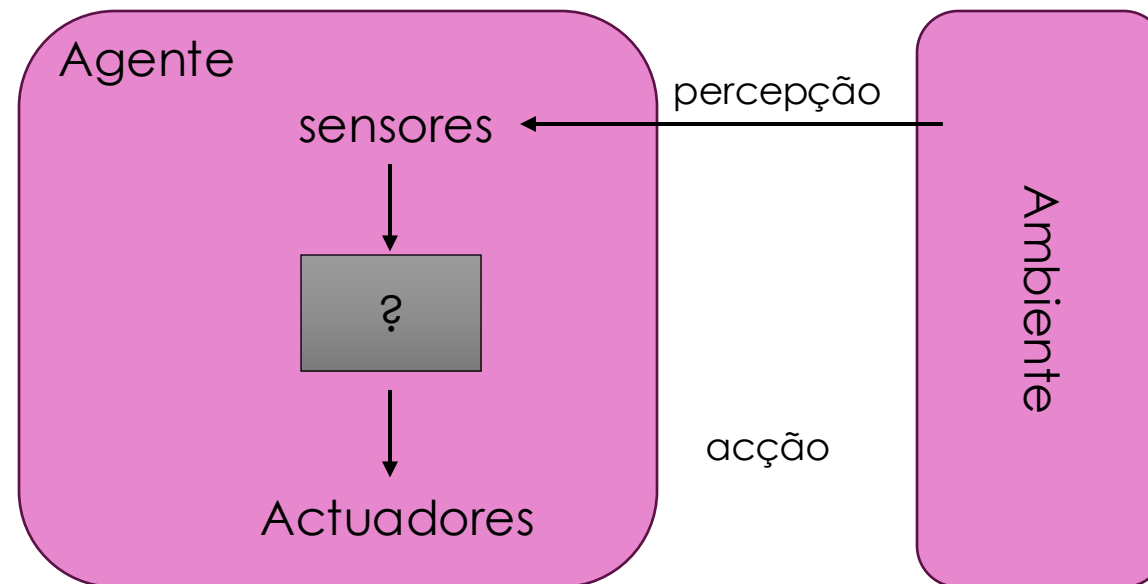 Agente
percepção
sensores
?
Ambiente
acção
Actuadores